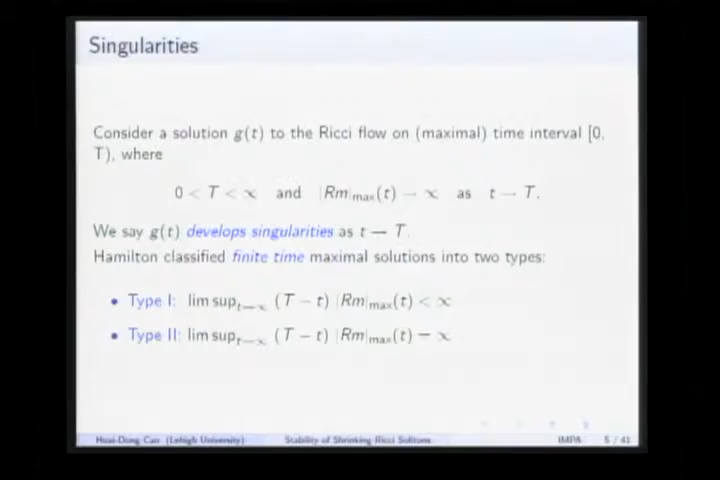 Singularities
Consider a solution g(t) to the Ricci flow on (maximal) time interval [0,
T), where
0 < T < ∞ and |Rm|max(t) → ∞ as t → T.
We say g(t) develops singularities as t → T.
Hamilton classified finite time maximal solutions into two types:
• Type I: lim sup t→∞ (T − t) |Rm|max(t) < ∞
• Type II: lim sup t→∞ (T − t) |Rm|max(t) = ∞
Huai-Dong Cao (Lehigh University) Stability of Shrinking Ricci Solitons IMPA 5 / 41